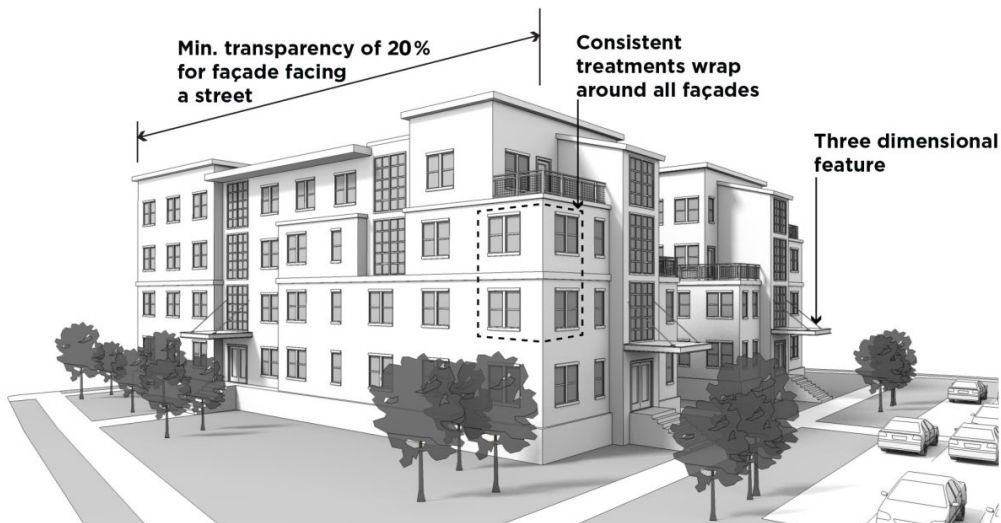 Min. transparency of 20%
for façade facing
a street
Consistent
treatments wrap
around all façades
Three dimensional
feature